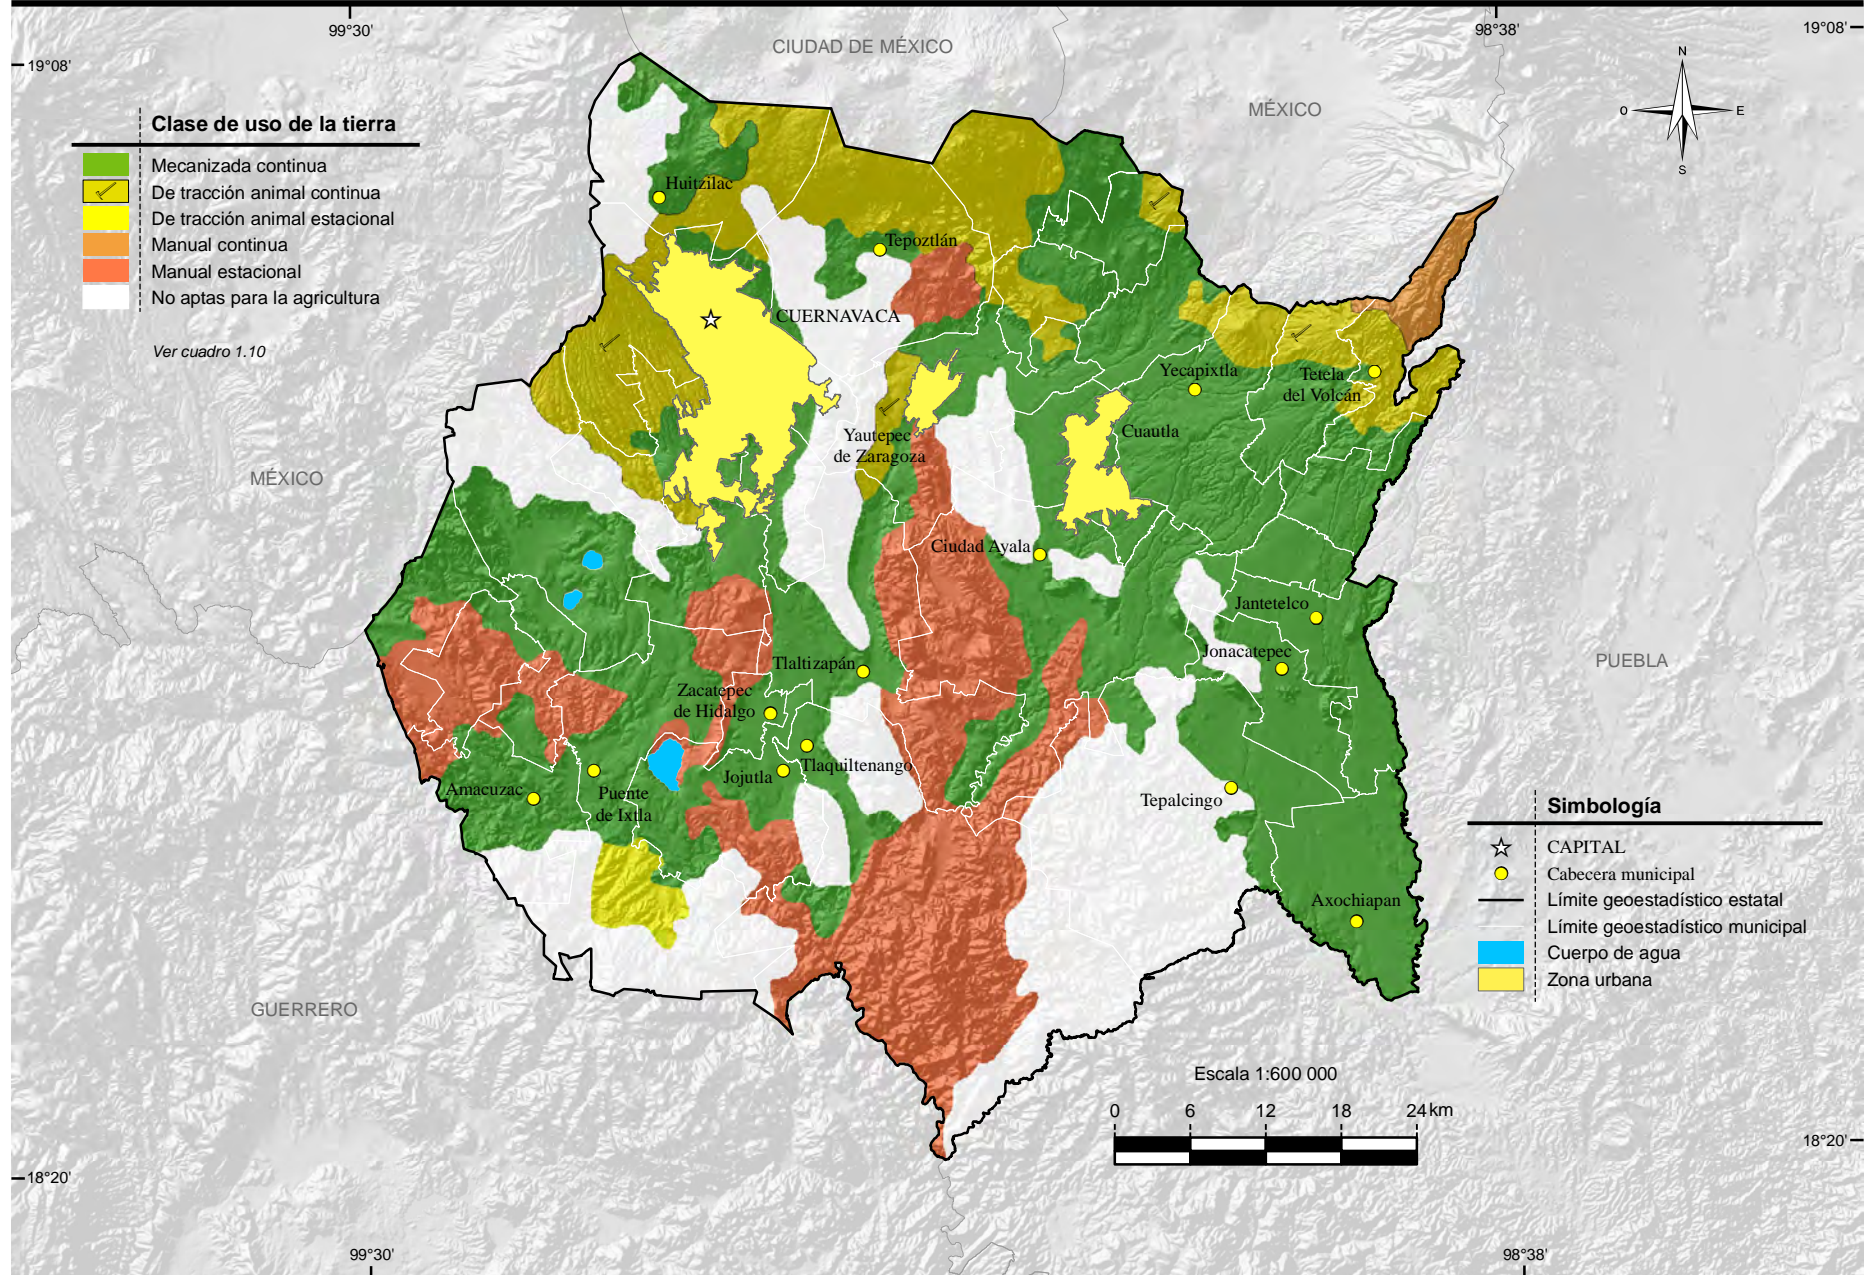 99°30'
98°38'
19°08'
19°08'
CIUDAD DE MÉXICO
MÉXICO
N
O
E
S
Clase de uso de la tierra
Mecanizada continua
De tracción animal continua
De tracción animal estacional
Manual continua
Manual estacional
No aptas para la agricultura
Ver cuadro 1.10
Huitzilac
Tepoztlán
CUERNAVACA
Yecapixtla
Tetela
del Volcán
Cuautla
Yautepec
de Zaragoza
MÉXICO
Ciudad Ayala
Jantetelco
Jonacatepec
PUEBLA
Tlaltizapán
Zacatepec
de Hidalgo
Tlaquiltenango
Jojutla
Amacuzac
Puente
de Ixtla
Tepalcingo
Axochiapan
GUERRERO
Simbología
CAPITAL
Cabecera municipal
Límite geoestadístico estatal
Límite geoestadístico municipal
Cuerpo de agua
Zona urbana
Escala 1:600 000
0 6 12 18 24 km
18°20'
18°20'
99°30'
98°38'